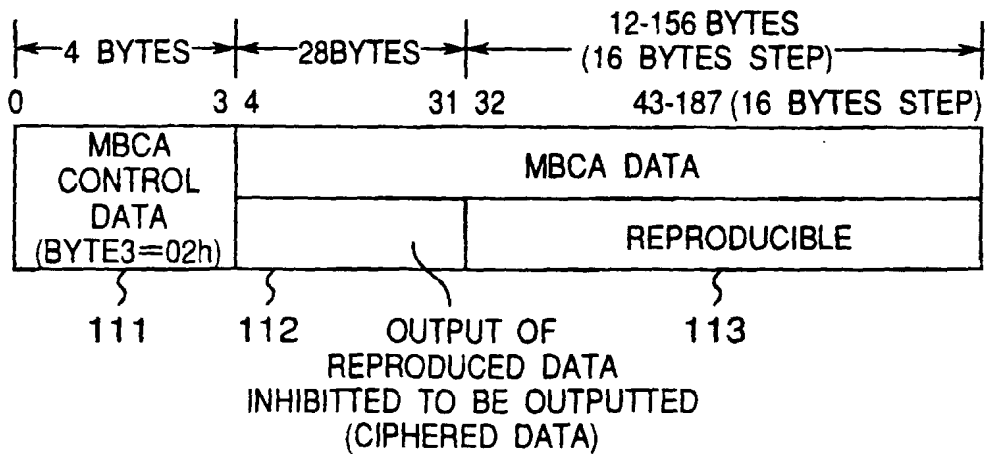 4 BYTES
28BYTES
12-156 BYTES
(16 BYTES STEP)
0
3
4
31
32
43-187 (16 BYTES STEP)
MBCA
CONTROL
DATA
(BYTE3=02h)
MBCA DATA
REPRODUCIBLE
111
112
OUTPUT OF
REPRODUCED DATA
INHIBITTED TO BE OUTPUTTED
(CIPHERED DATA)
113